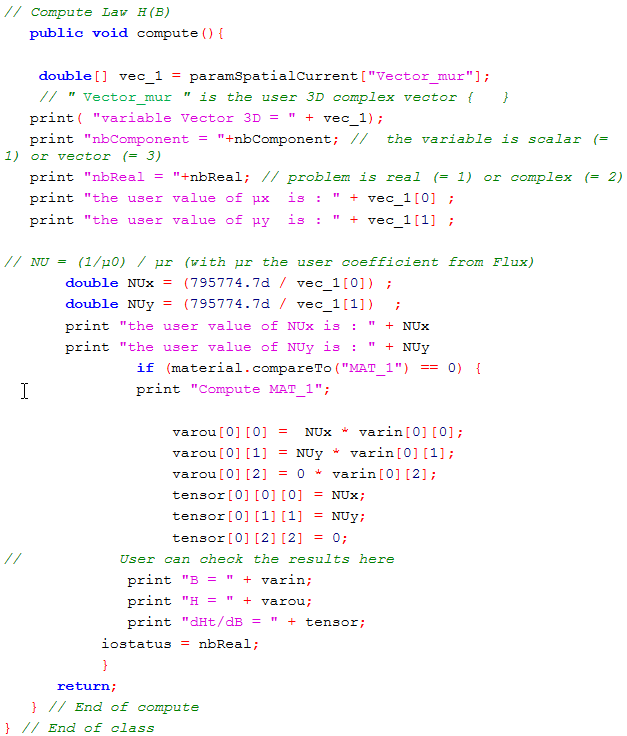 // Compute Law H(B)
public void compute(){
double[] vec_1 = paramSpatialCurrent["Vector_mur"];
// " Vector_mur " is the user 3D complex vector {   }
print( "variable Vector 3D = " + vec_1);
print "nbComponent = "+nbComponent; //  the variable is scalar (=
1) or vector (= 3)
print "nbReal = "+nbReal; // problem is real (= 1) or complex (= 2)
print "the user value of µx  is : " + vec_1[0] ;
print "the user value of µy  is : " + vec_1[1] ;
// NU = (1/µ0) / µr (with µr the user coefficient from Flux)
double NUx = (795774.7d / vec_1[0]) ;
double NUy = (795774.7d / vec_1[1])  ;
print "the user value of NUx is : " + NUx
print "the user value of NUy is : " + NUy
if (material.compareTo("MAT_1") == 0) {
print "Compute MAT_1";
varou[0][0] =  NUx * varin[0][0];
varou[0][1] = NUy * varin[0][1];
varou[0][2] = 0 * varin[0][2];
tensor[0][0][0] = NUx;
tensor[0][1][1] = NUy;
tensor[0][2][2] = 0;
//           User can check the results here
print "B = " + varin;
print "H = " + varou;
print "dHt/dB = " + tensor;
iostatus = nbReal;
}
return;
} // End of compute
} // End of class